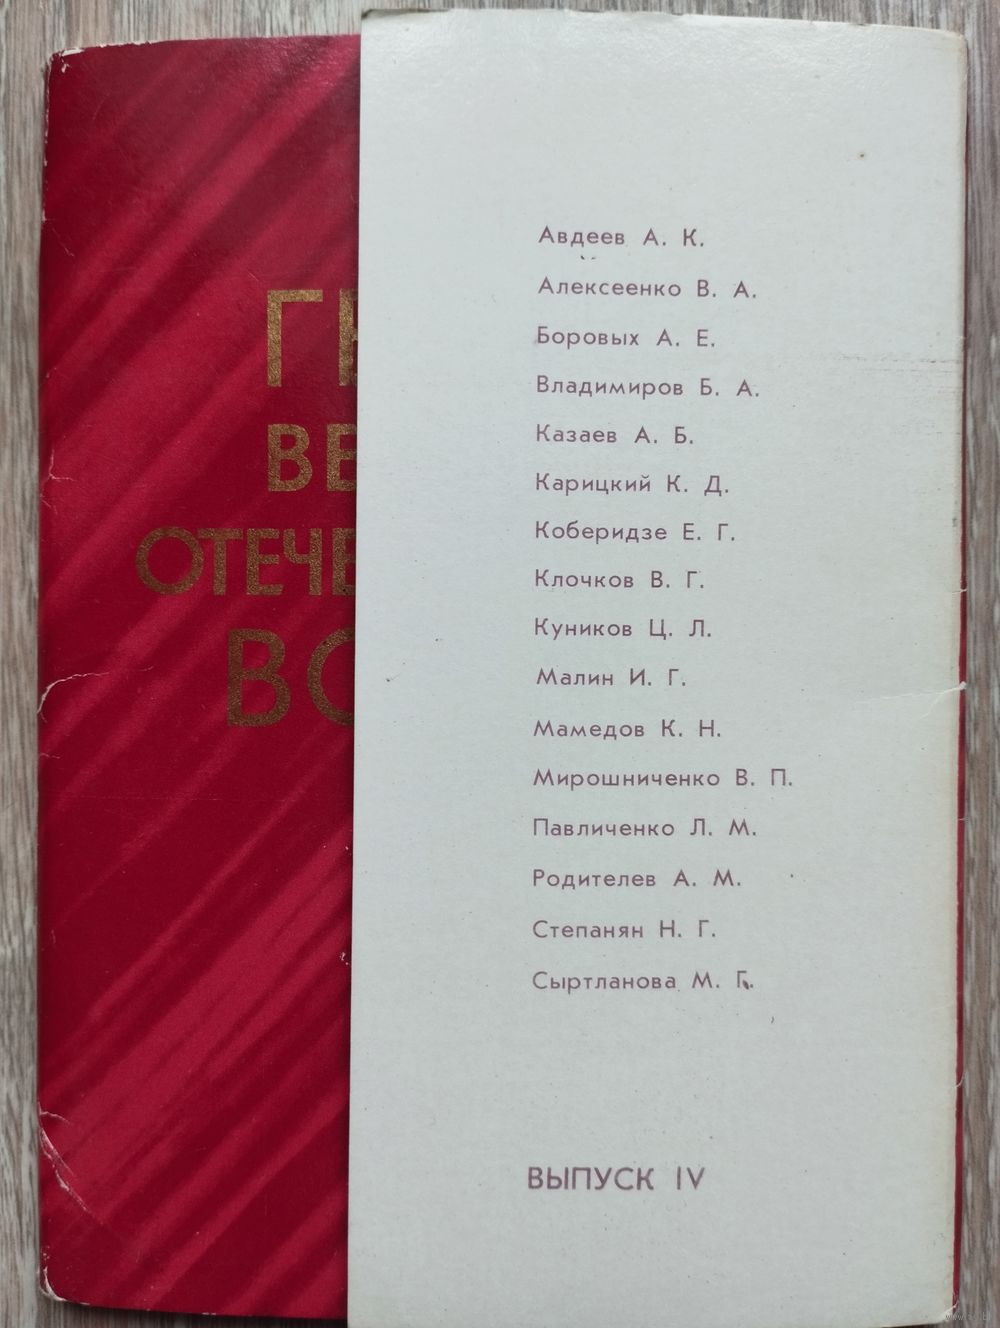 ГЕ
ВЕ
ОТЕЧЕ
ВО
Авдеев А. К.
Алексеенко В. А.
Боровых А. Е.
Владимиров Б. А.
Казаев А. Б.
Карицкий К. Д.
Коберидзе Е. Г.
Клочков В. Г.
Куников Ц. Л.
Малин И. Г.
Мамедов К. Н.
Мирошниченко В. П.
Павличенко Л. М.
Родителев А. М.
Степанян Н. Г.
Сыртланова М. Г.
ВЫПУСК IV